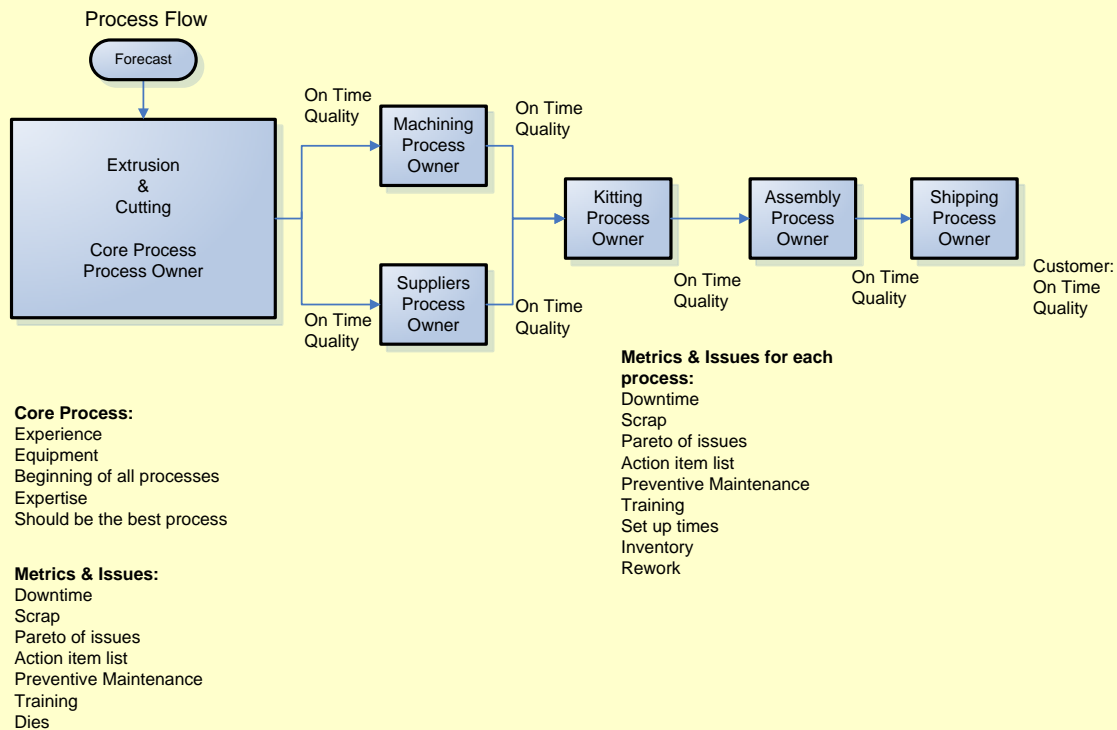 Process Flow
Forecast
Extrusion
&
Cutting
Core Process
Process Owner
On Time
Quality
Machining
Process
Owner
On Time
Quality
On Time
Quality
Suppliers
Process
Owner
On Time
Quality
Kitting
Process
Owner
On Time
Quality
Assembly
Process
Owner
On Time
Quality
Shipping
Process
Owner
Customer:
On Time
Quality
Core Process:
Experience
Equipment
Beginning of all processes
Expertise
Should be the best process
Metrics & Issues:
Downtime
Scrap
Pareto of issues
Action item list
Preventive Maintenance
Training
Dies
Metrics & Issues for each
process:
Downtime
Scrap
Pareto of issues
Action item list
Preventive Maintenance
Training
Set up times
Inventory
Rework